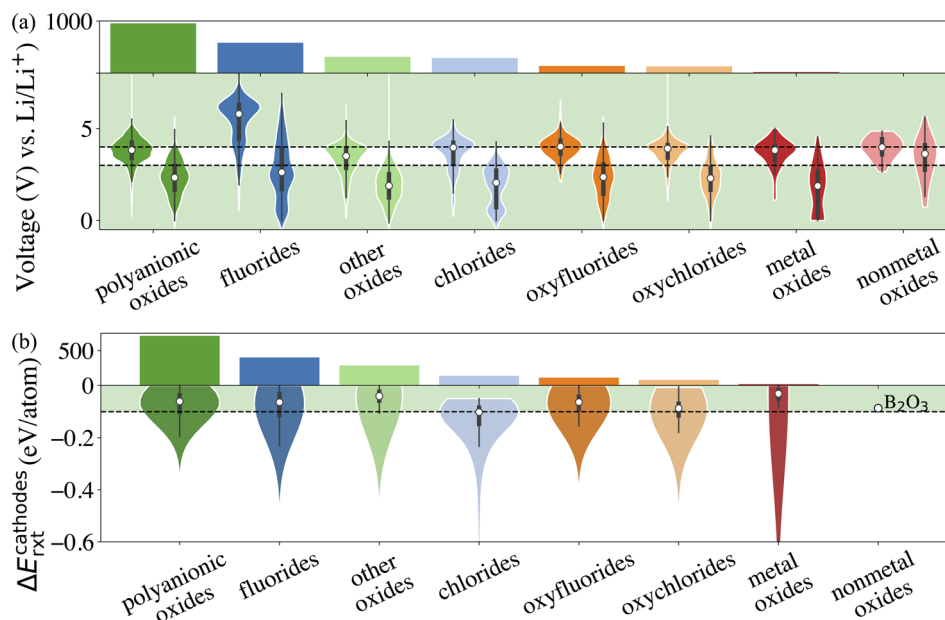 (a)
1000
Voltage (V) vs. Li/Li⁺
5
0
polyanionic
oxides
fluorides
other
oxides
chlorides
oxyfluorides
oxychlorides
metal
oxides
nonmetal
oxides
(b)
ΔE_rxt^cathodes (eV/atom)
500
0
−0.2
−0.4
−0.6
B₂O₃
polyanionic
oxides
fluorides
other
oxides
chlorides
oxyfluorides
oxychlorides
metal
oxides
nonmetal
oxides